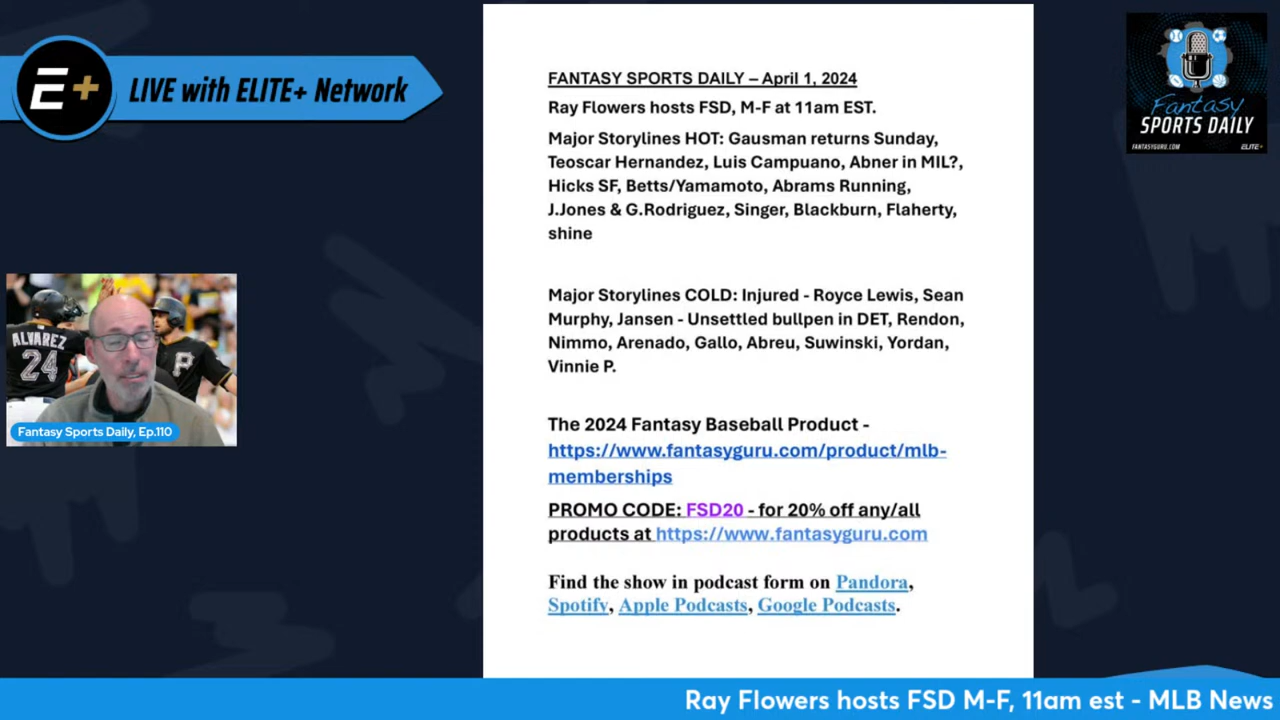 E+
LIVE with ELITE+ Network
FANTASY SPORTS DAILY – April 1, 2024
Ray Flowers hosts FSD, M-F at 11am EST.
Major Storylines HOT: Gausman returns Sunday,
Teoscar Hernandez, Luis Campuano, Abner in MIL?,
Hicks SF, Betts/Yamamoto, Abrams Running,
J.Jones & G.Rodriguez, Singer, Blackburn, Flaherty,
shine
Major Storylines COLD: Injured - Royce Lewis, Sean
Murphy, Jansen - Unsettled bullpen in DET, Rendon,
Nimmo, Arenado, Gallo, Abreu, Suwinski, Yordan,
Vinnie P.
The 2024 Fantasy Baseball Product -
https://www.fantasyguru.com/product/mlb-
memberships
PROMO CODE: FSD20 - for 20% off any/all
products at https://www.fantasyguru.com
Find the show in podcast form on Pandora,
Spotify, Apple Podcasts, Google Podcasts.
Fantasy
SPORTS DAILY
FANTASYGURU.COM
ELITE+
ALVAREZ
24
P
Fantasy Sports Daily, Ep.110
Ray Flowers hosts FSD M-F, 11am est - MLB News